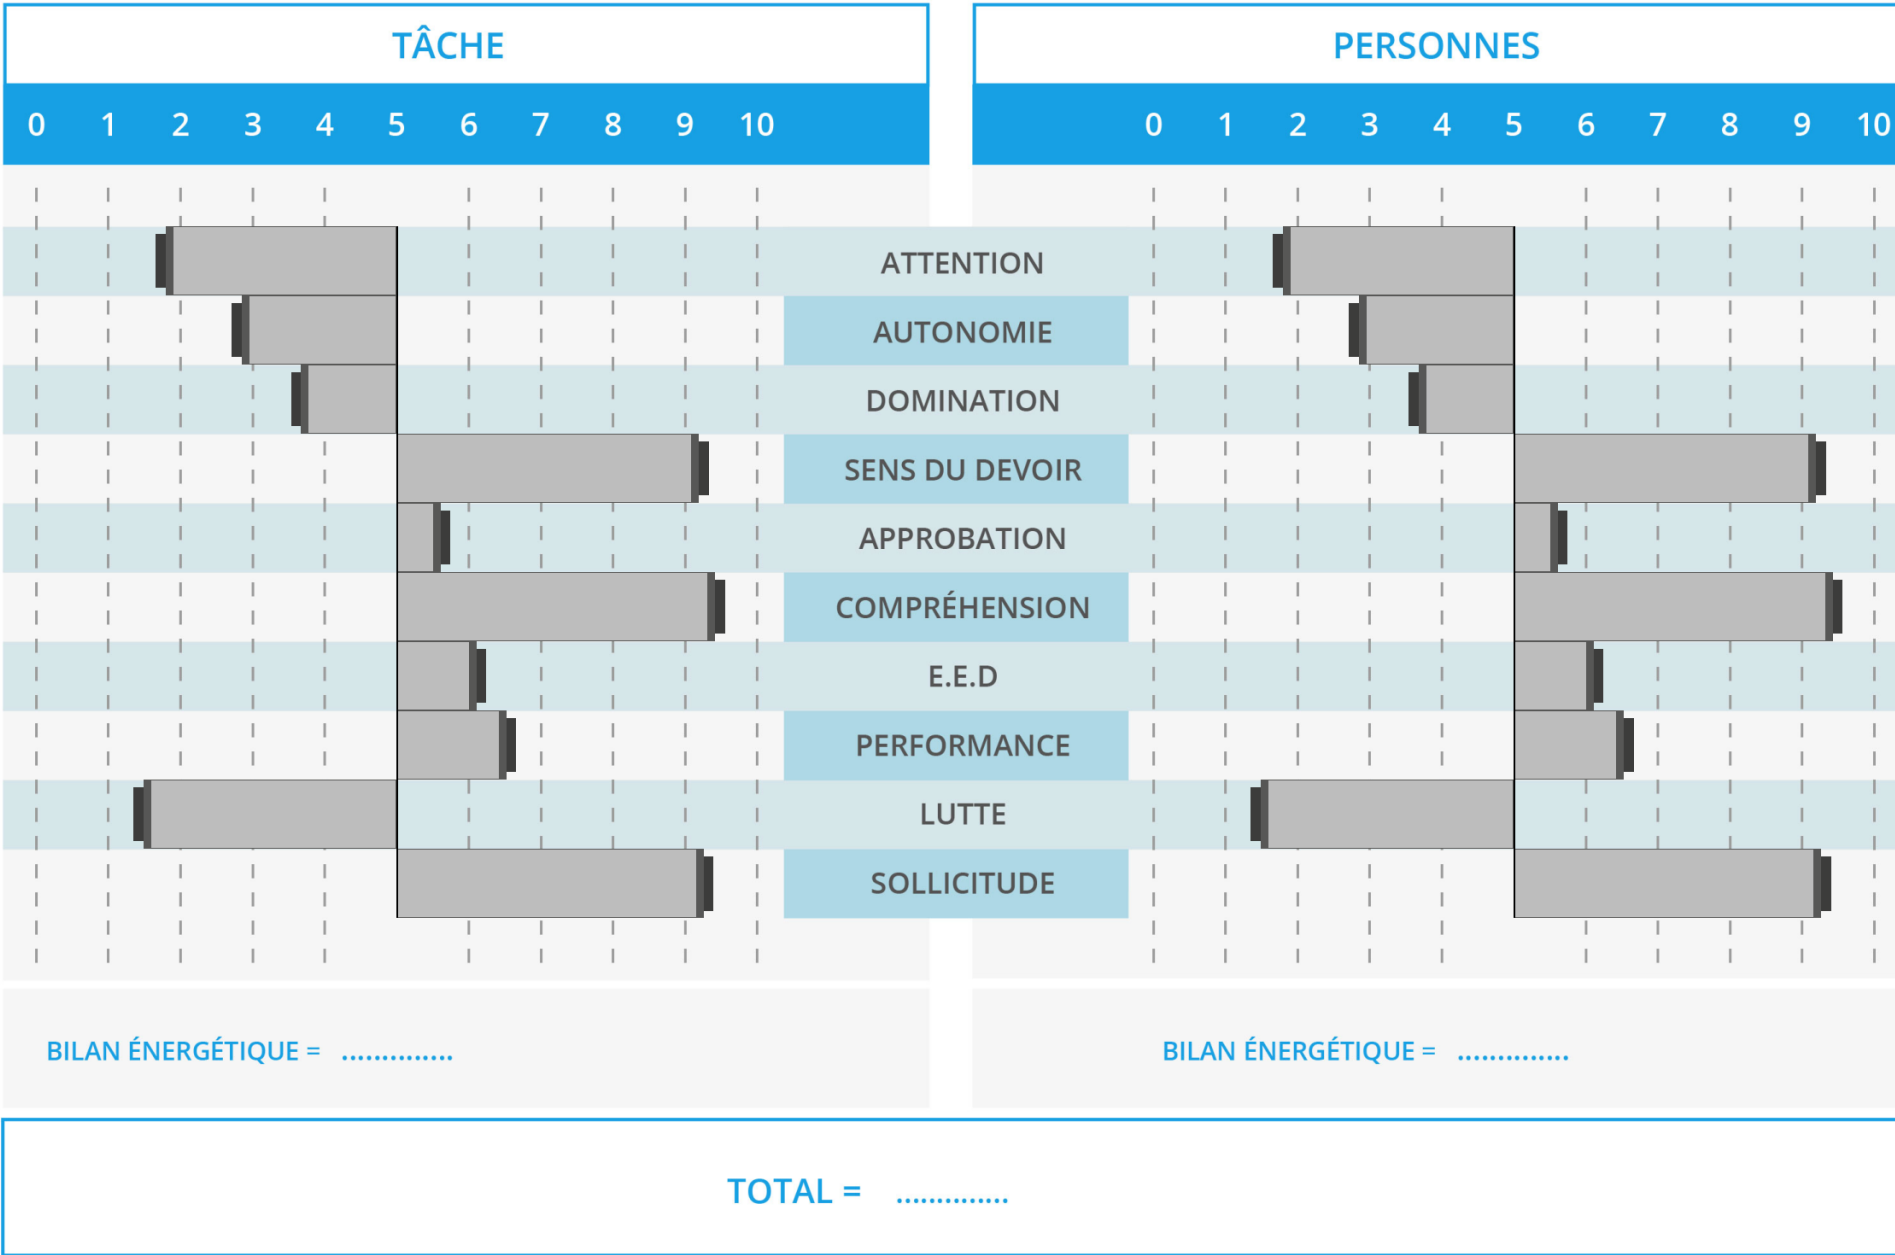 TÂCHE
PERSONNES
0 1 2 3 4 5 6 7 8 9 10
0 1 2 3 4 5 6 7 8 9 10
ATTENTION
AUTONOMIE
DOMINATION
SENS DU DEVOIR
APPROBATION
COMPRÉHENSION
E.E.D
PERFORMANCE
LUTTE
SOLLICITUDE
BILAN ÉNERGÉTIQUE = ..............
BILAN ÉNERGÉTIQUE = ..............
TOTAL = ..............